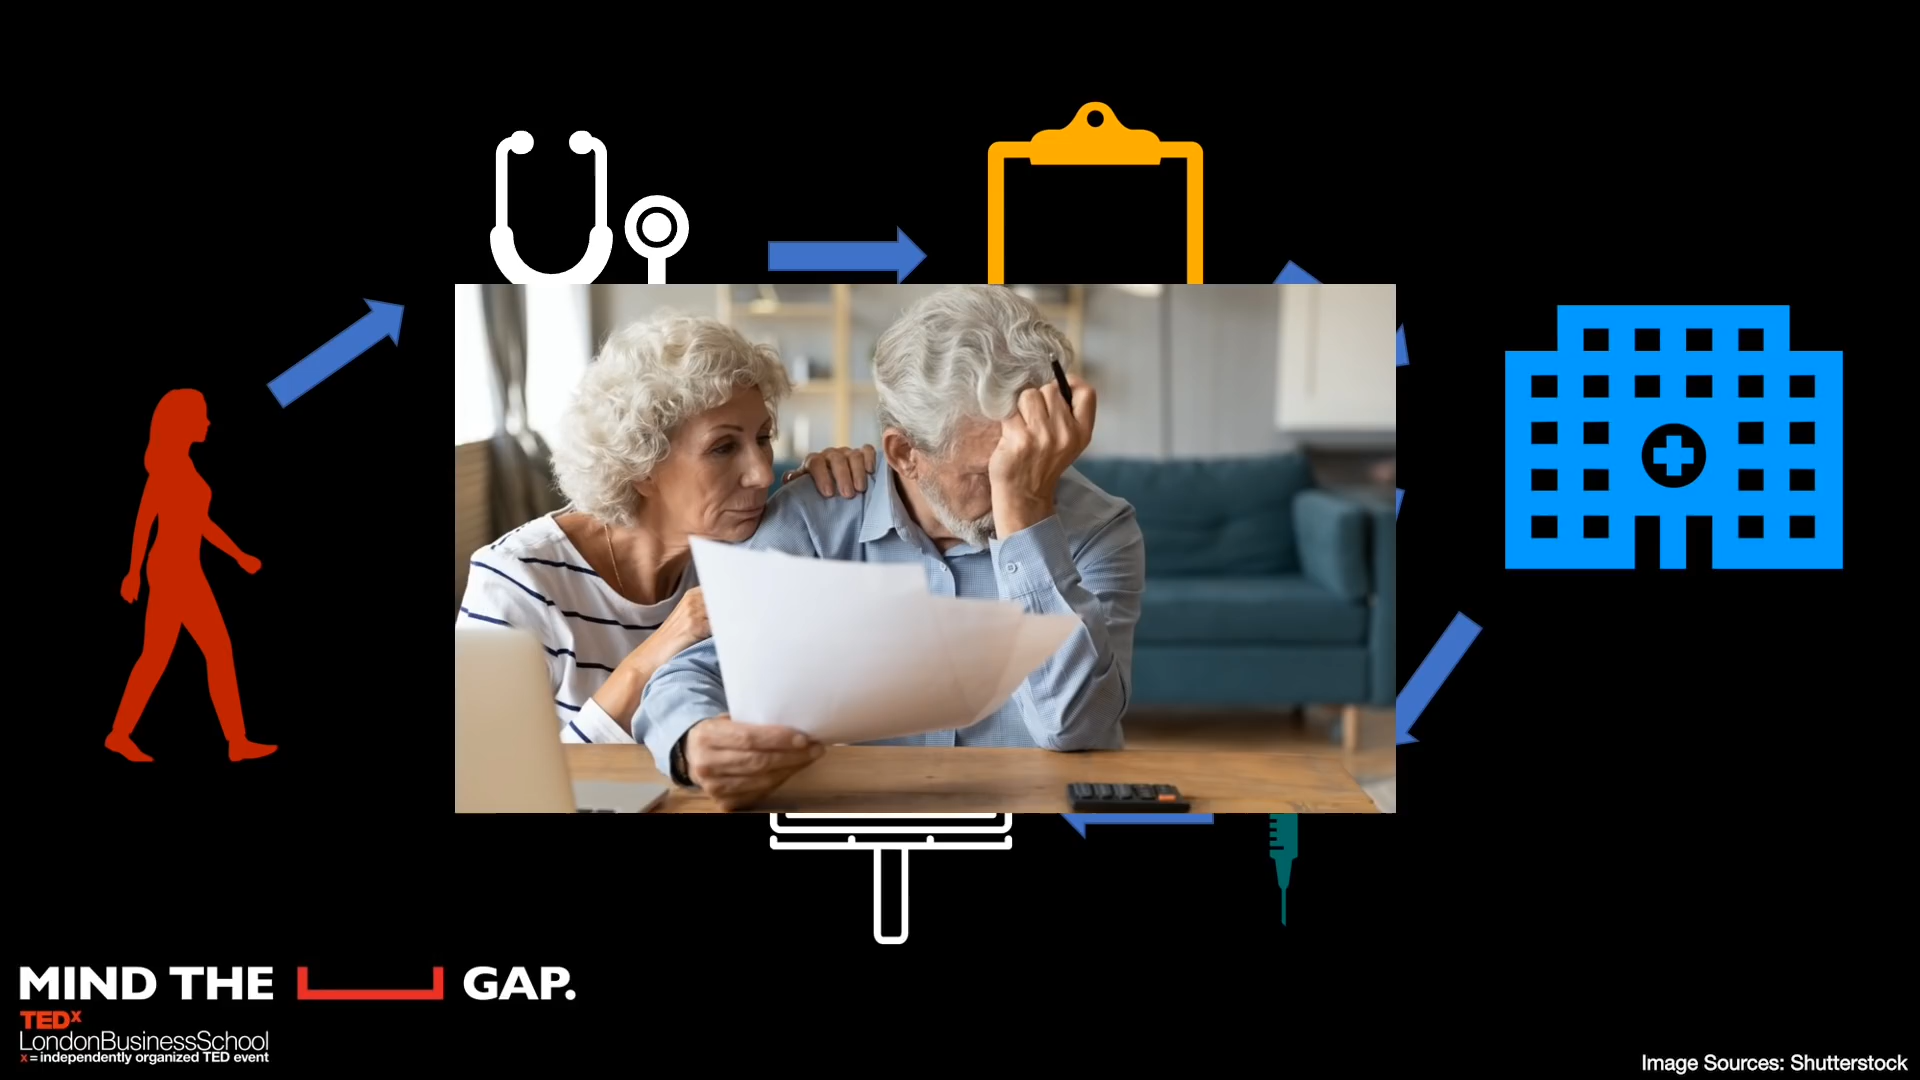 MIND THE GAP.
TEDx
LondonBusinessSchool
x = independently organized TED event
Image Sources: Shutterstock